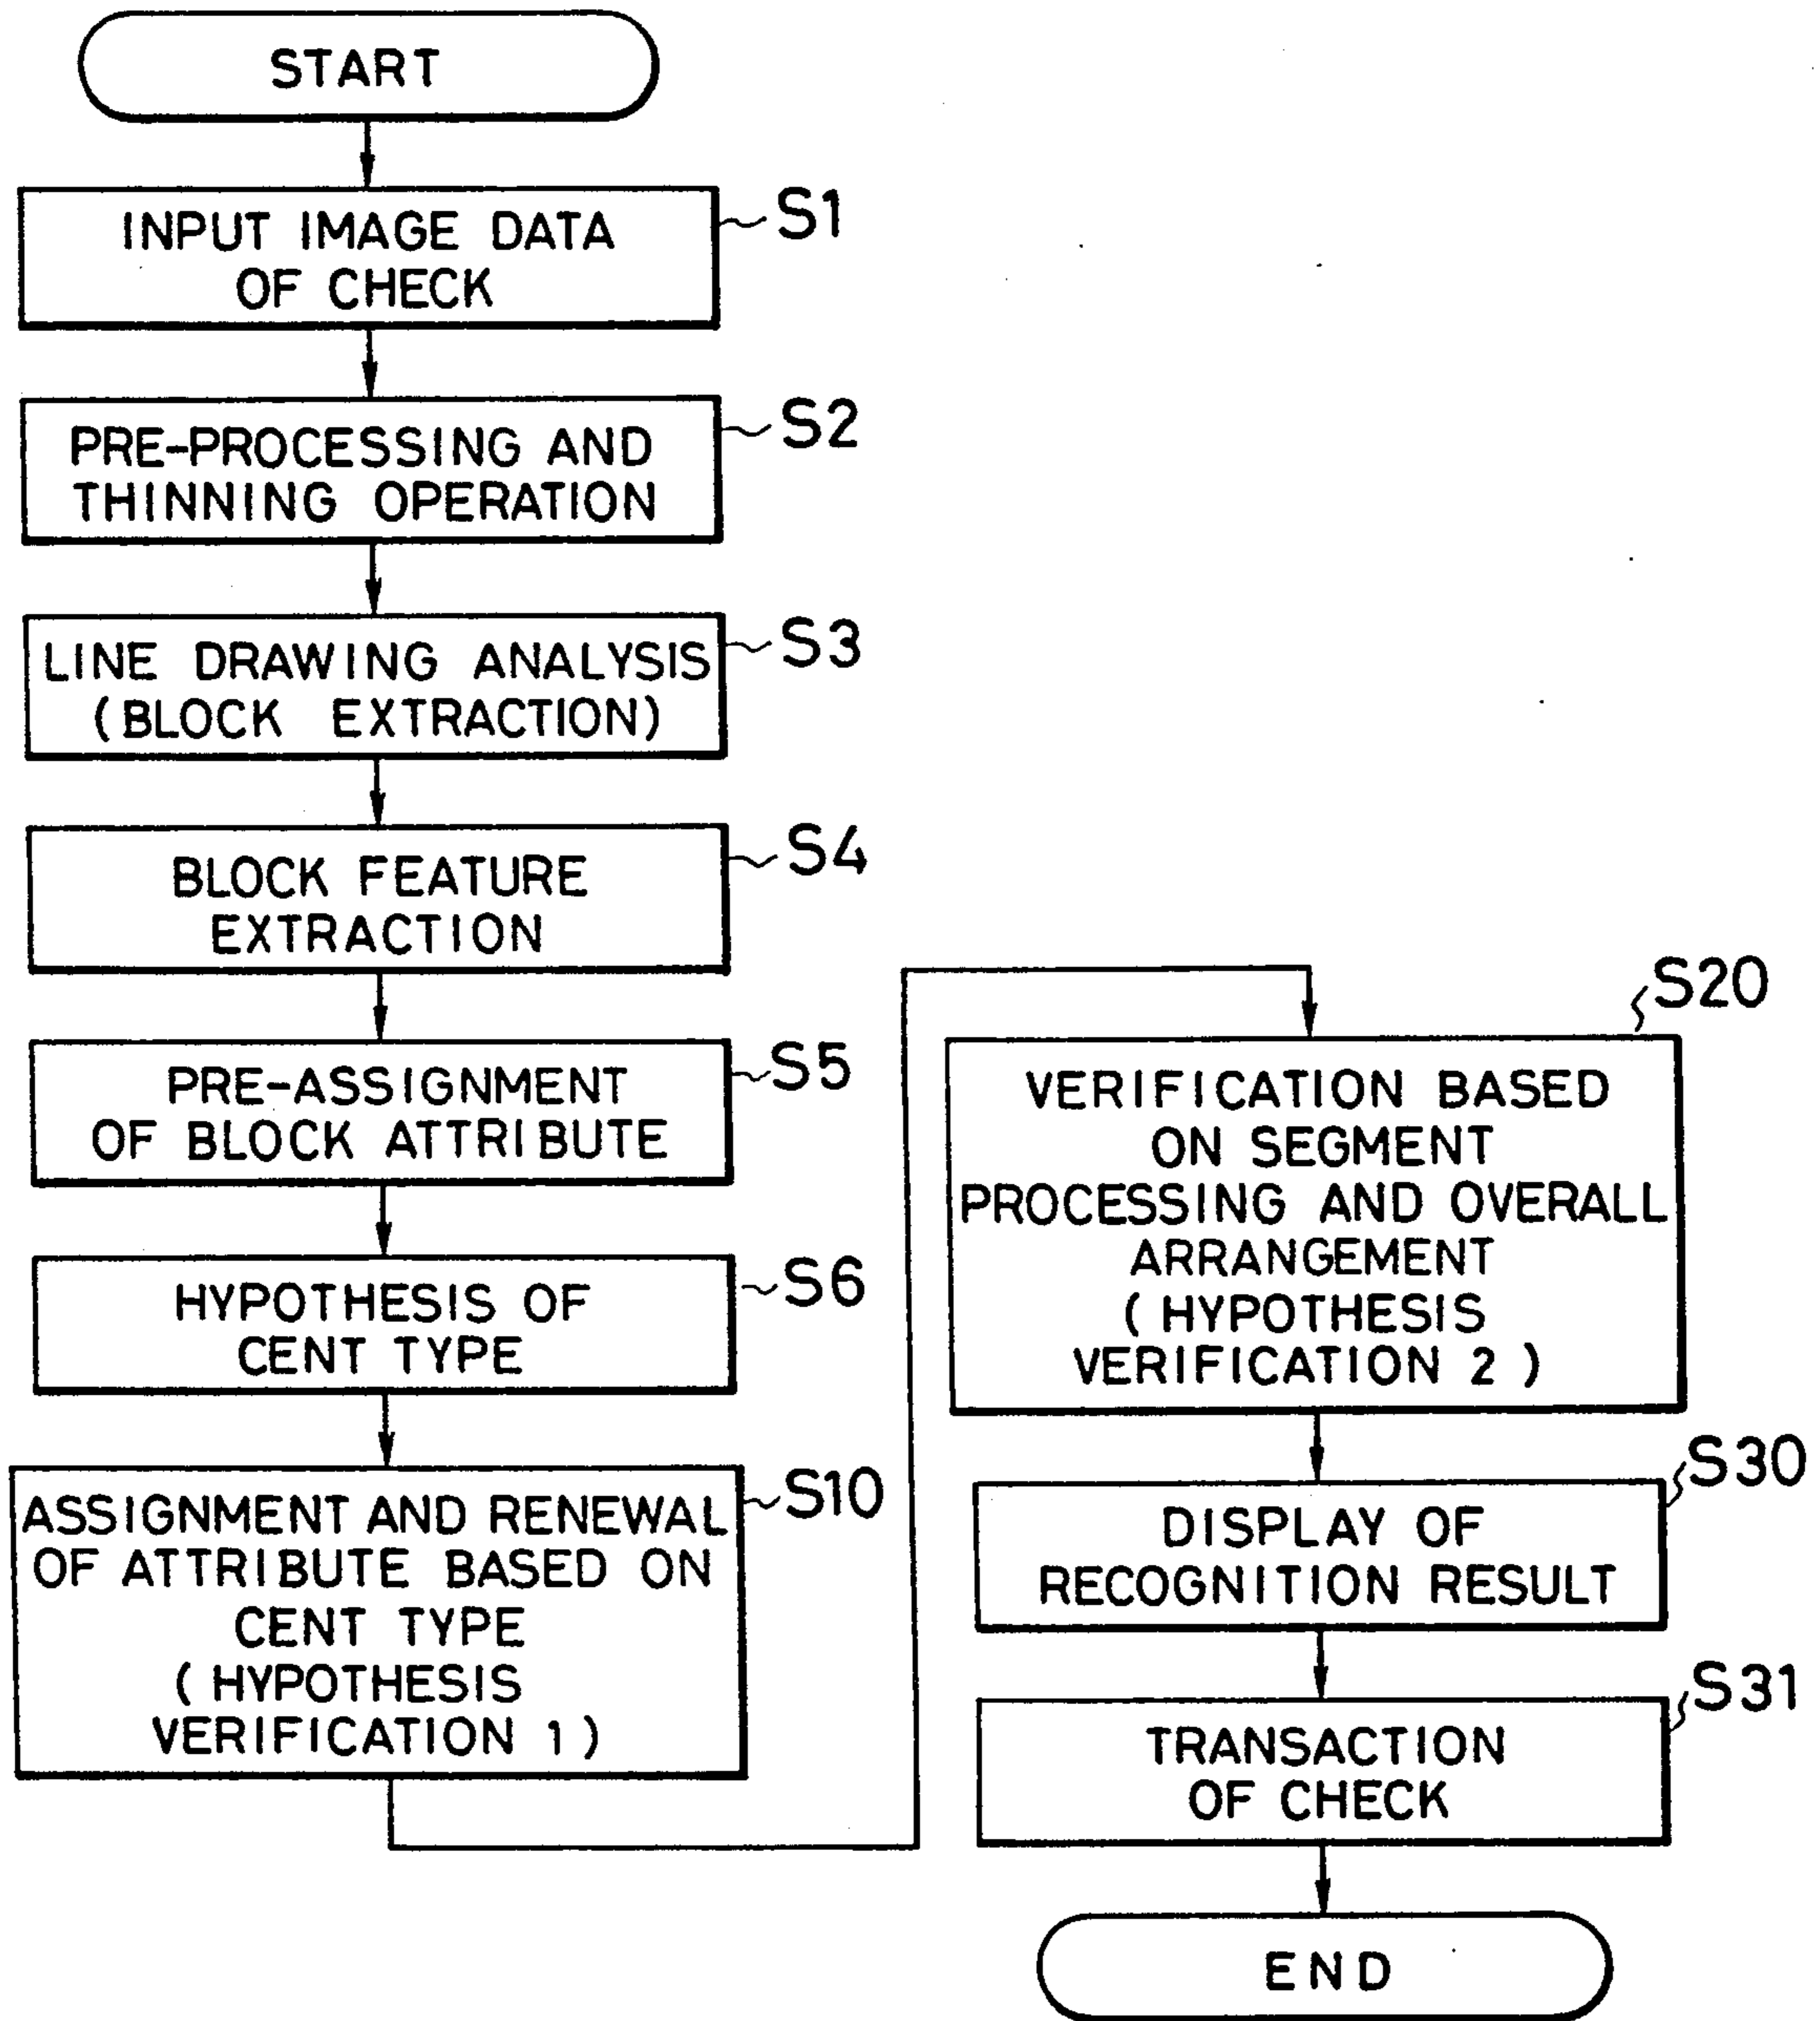 START
INPUT IMAGE DATA
OF CHECK
S1
PRE-PROCESSING AND
THINNING OPERATION
S2
LINE DRAWING ANALYSIS
(BLOCK EXTRACTION)
S3
BLOCK FEATURE
EXTRACTION
S4
PRE-ASSIGNMENT
OF BLOCK ATTRIBUTE
S5
HYPOTHESIS OF
CENT TYPE
S6
ASSIGNMENT AND RENEWAL
OF ATTRIBUTE BASED ON
CENT TYPE
(HYPOTHESIS
VERIFICATION 1)
S10
VERIFICATION BASED
ON SEGMENT
PROCESSING AND OVERALL
ARRANGEMENT
(HYPOTHESIS
VERIFICATION 2)
S20
DISPLAY OF
RECOGNITION RESULT
S30
TRANSACTION
OF CHECK
S31
END